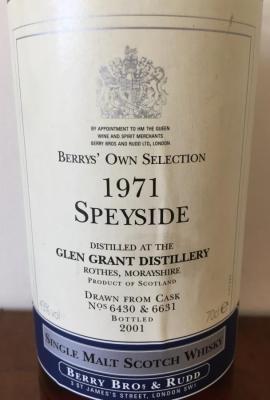 BY APPOINTMENT TO HM THE QUEEN
WINE AND SPIRIT MERCHANTS
BERRY BROS AND RUDD LTD, LONDON
BERRYS' OWN SELECTION
1971
SPEYSIDE
DISTILLED AT THE
GLEN GRANT DISTILLERY
ROTHES, MORAYSHIRE
PRODUCT OF SCOTLAND
DRAWN FROM CASK
NOS 6430 & 6631
BOTTLED
2001
70cl e
SINGLE MALT SCOTCH WHISKY
BERRY BROS & RUDD
3 ST JAMES'S STREET, LONDON SW1